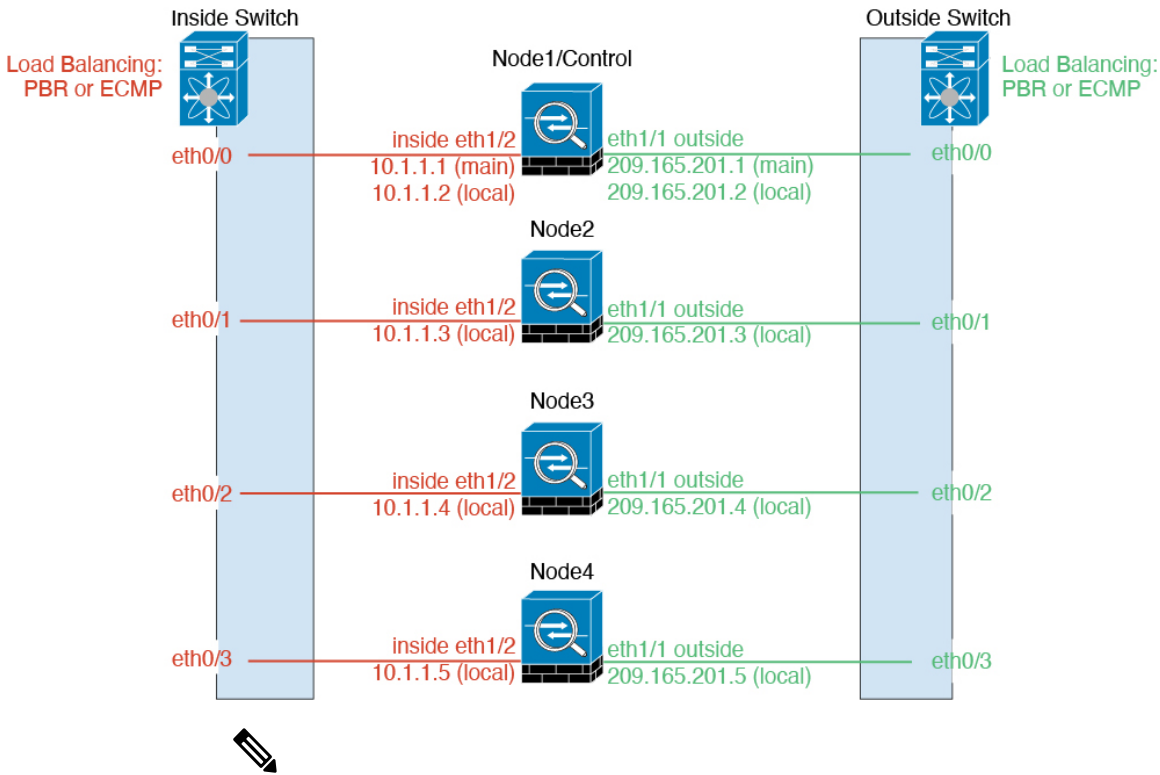 Inside Switch
Outside Switch
Load Balancing:
PBR or ECMP
Node1/Control
Load Balancing:
PBR or ECMP
eth0/0
inside eth1/2
10.1.1.1 (main)
10.1.1.2 (local)
eth1/1 outside
209.165.201.1 (main)
209.165.201.2 (local)
eth0/0
Node2
eth0/1
inside eth1/2
10.1.1.3 (local)
eth1/1 outside
209.165.201.3 (local)
eth0/1
Node3
eth0/2
inside eth1/2
10.1.1.4 (local)
eth1/1 outside
209.165.201.4 (local)
eth0/2
Node4
eth0/3
inside eth1/2
10.1.1.5 (local)
eth1/1 outside
209.165.201.5 (local)
eth0/3